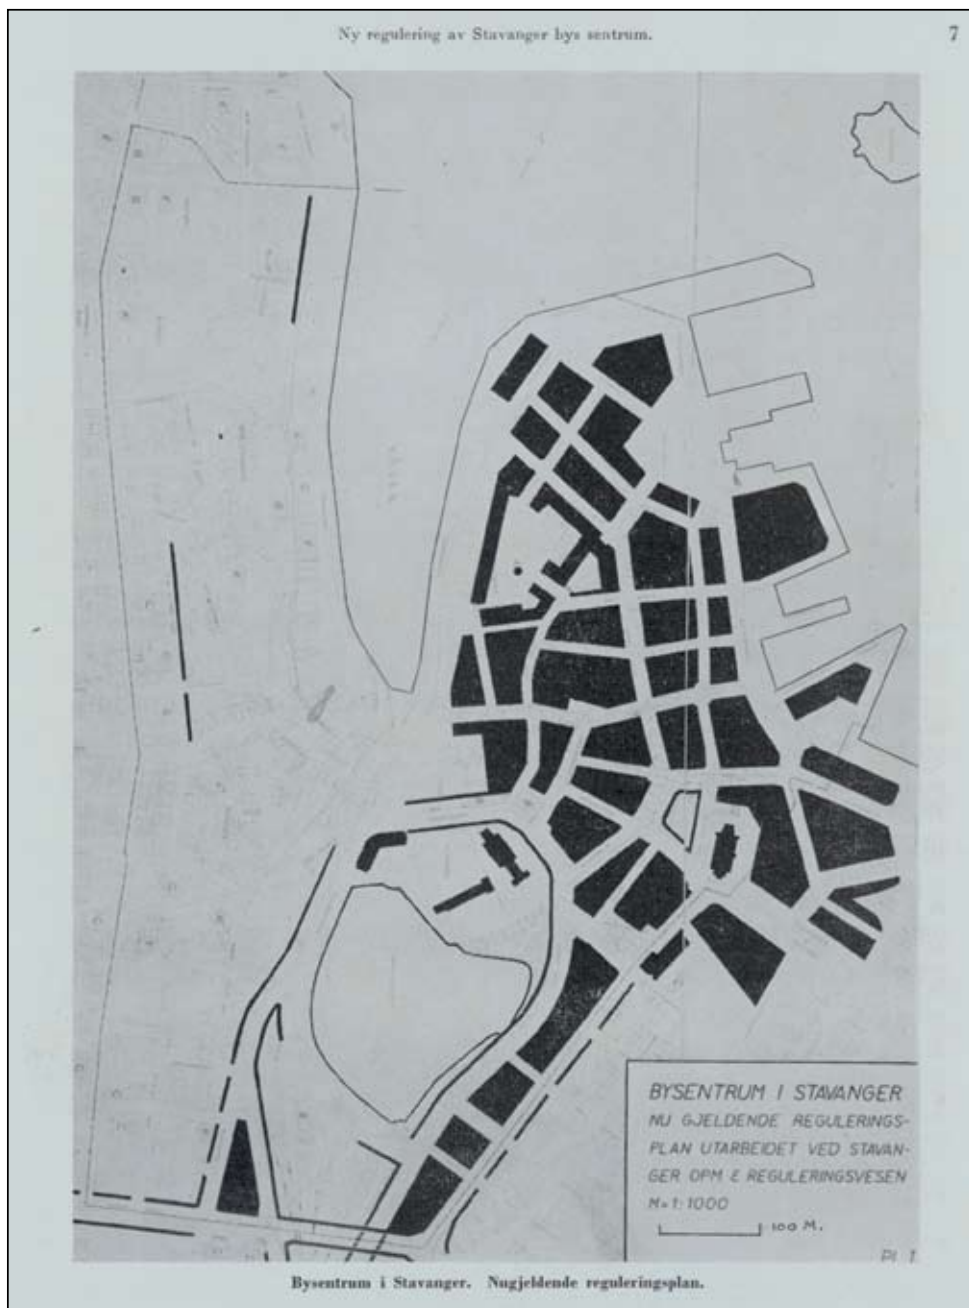 Ny regulering av Stavanger bys sentrum.
7
BYSENTRUM I STAVANGER
NU GJELDENDE REGULERINGS-
PLAN UTARBEIDET VED STAVAN-
GER OPM & REGULERINGSVESEN
M=1:1000
100 M.
Pl. 1
Bysentrum i Stavanger. Nugjeldende reguleringsplan.